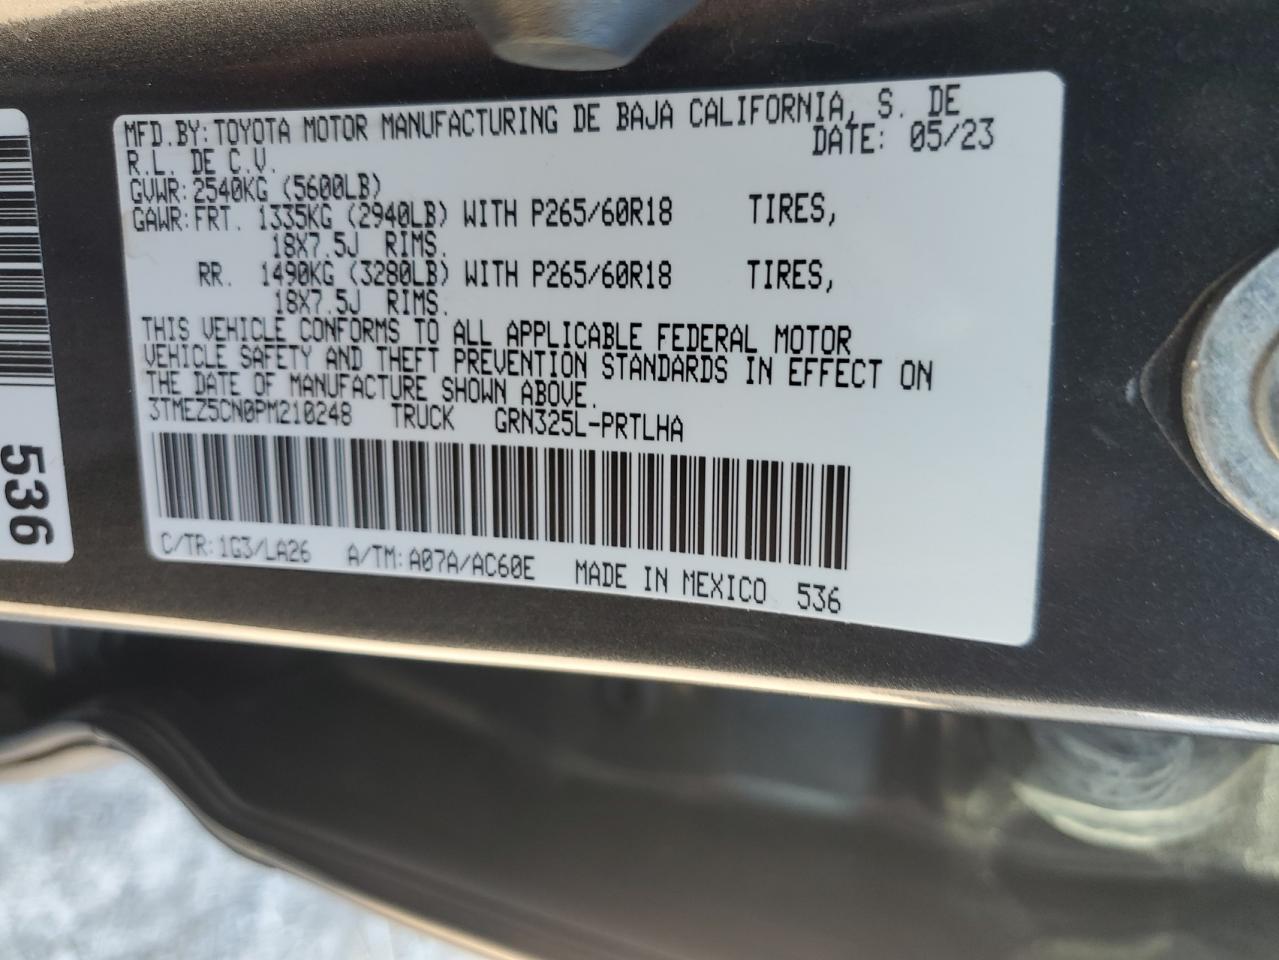 MFD.BY: TOYOTA MOTOR MANUFACTURING DE BAJA CALIFORNIA, S. DE
R.L. DE C.V. DATE: 05/23
GVWR: 2540KG (5600LB)
GAWR: FRT. 1335KG (2940LB) WITH P265/60R18 TIRES,
18X7.5J RIMS.
RR. 1490KG (3280LB) WITH P265/60R18 TIRES,
18X7.5J RIMS.
THIS VEHICLE CONFORMS TO ALL APPLICABLE FEDERAL MOTOR
VEHICLE SAFETY AND THEFT PREVENTION STANDARDS IN EFFECT ON
THE DATE OF MANUFACTURE SHOWN ABOVE.
3TMEZ5CN0PM210248 TRUCK GRN325L-PRTLHA
C/TR: 1G3/LA26 A/TM: A07A/AC60E MADE IN MEXICO 536
536